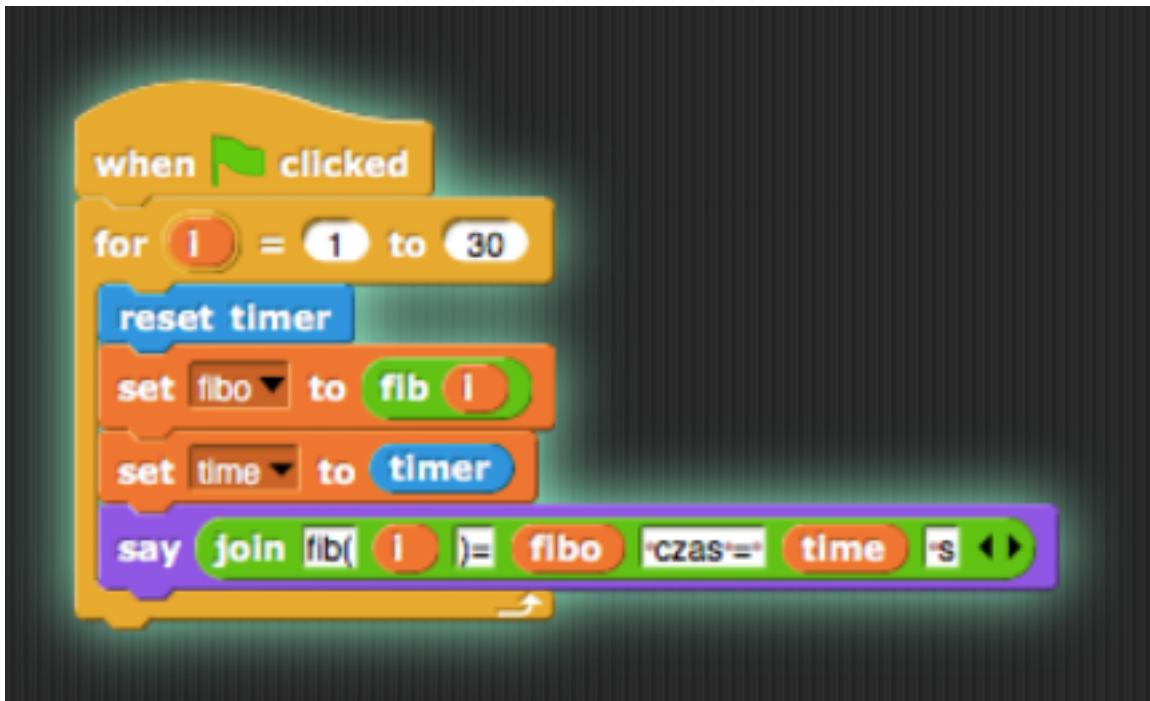 when clicked
for i = 1 to 30
reset timer
set fibo to fib i
set time to timer
say join fib( i )= fibo czas = time s